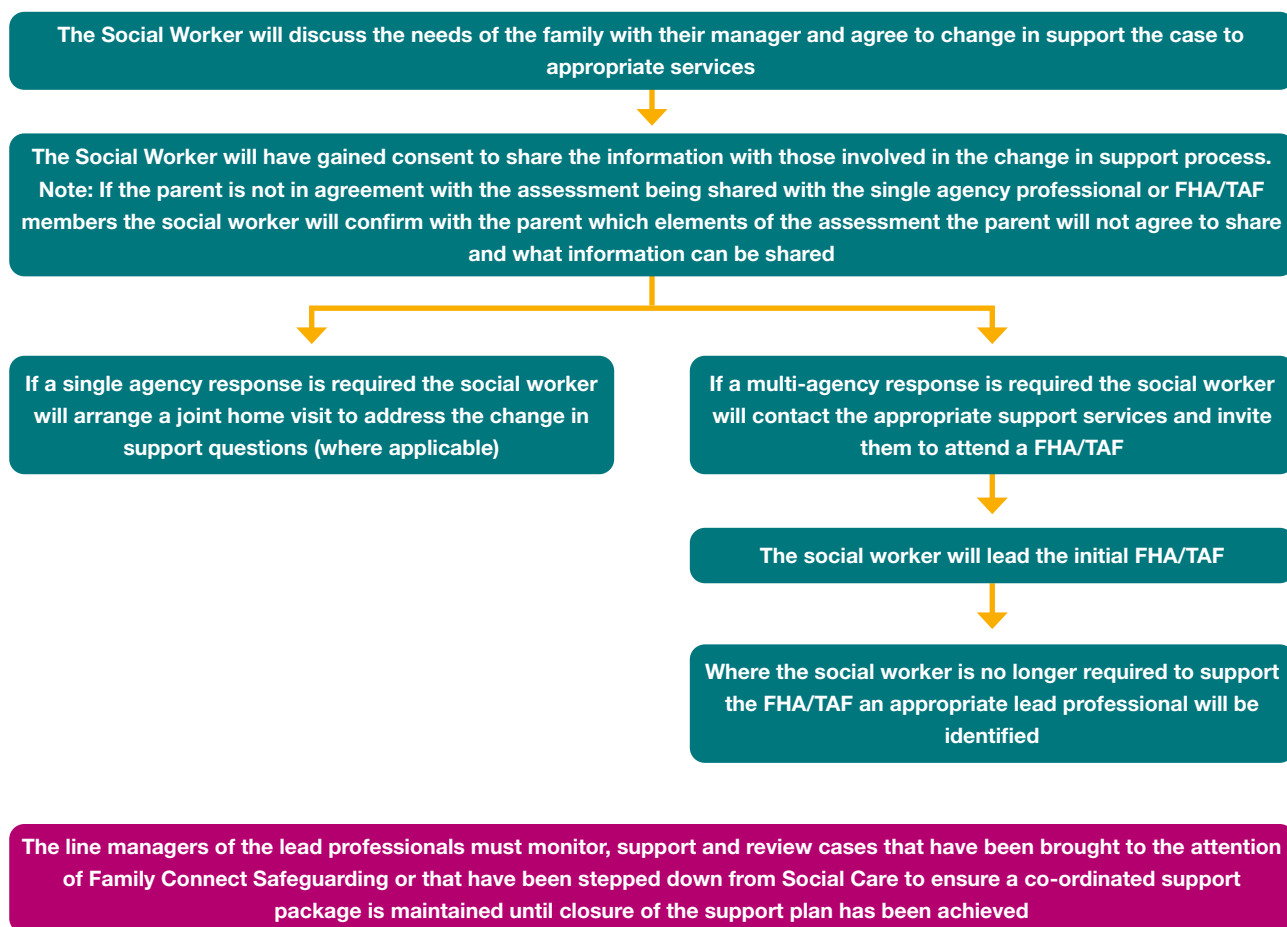 The Social Worker will discuss the needs of the family with their manager and agree to change in support the case to
appropriate services
The Social Worker will have gained consent to share the information with those involved in the change in support process.
Note: If the parent is not in agreement with the assessment being shared with the single agency professional or FHA/TAF
members the social worker will confirm with the parent which elements of the assessment the parent will not agree to share
and what information can be shared
If a single agency response is required the social worker
will arrange a joint home visit to address the change in
support questions (where applicable)
If a multi-agency response is required the social worker
will contact the appropriate support services and invite
them to attend a FHA/TAF
The social worker will lead the initial FHA/TAF
Where the social worker is no longer required to support
the FHA/TAF an appropriate lead professional will be
identified
The line managers of the lead professionals must monitor, support and review cases that have been brought to the attention
of Family Connect Safeguarding or that have been stepped down from Social Care to ensure a co-ordinated support
package is maintained until closure of the support plan has been achieved